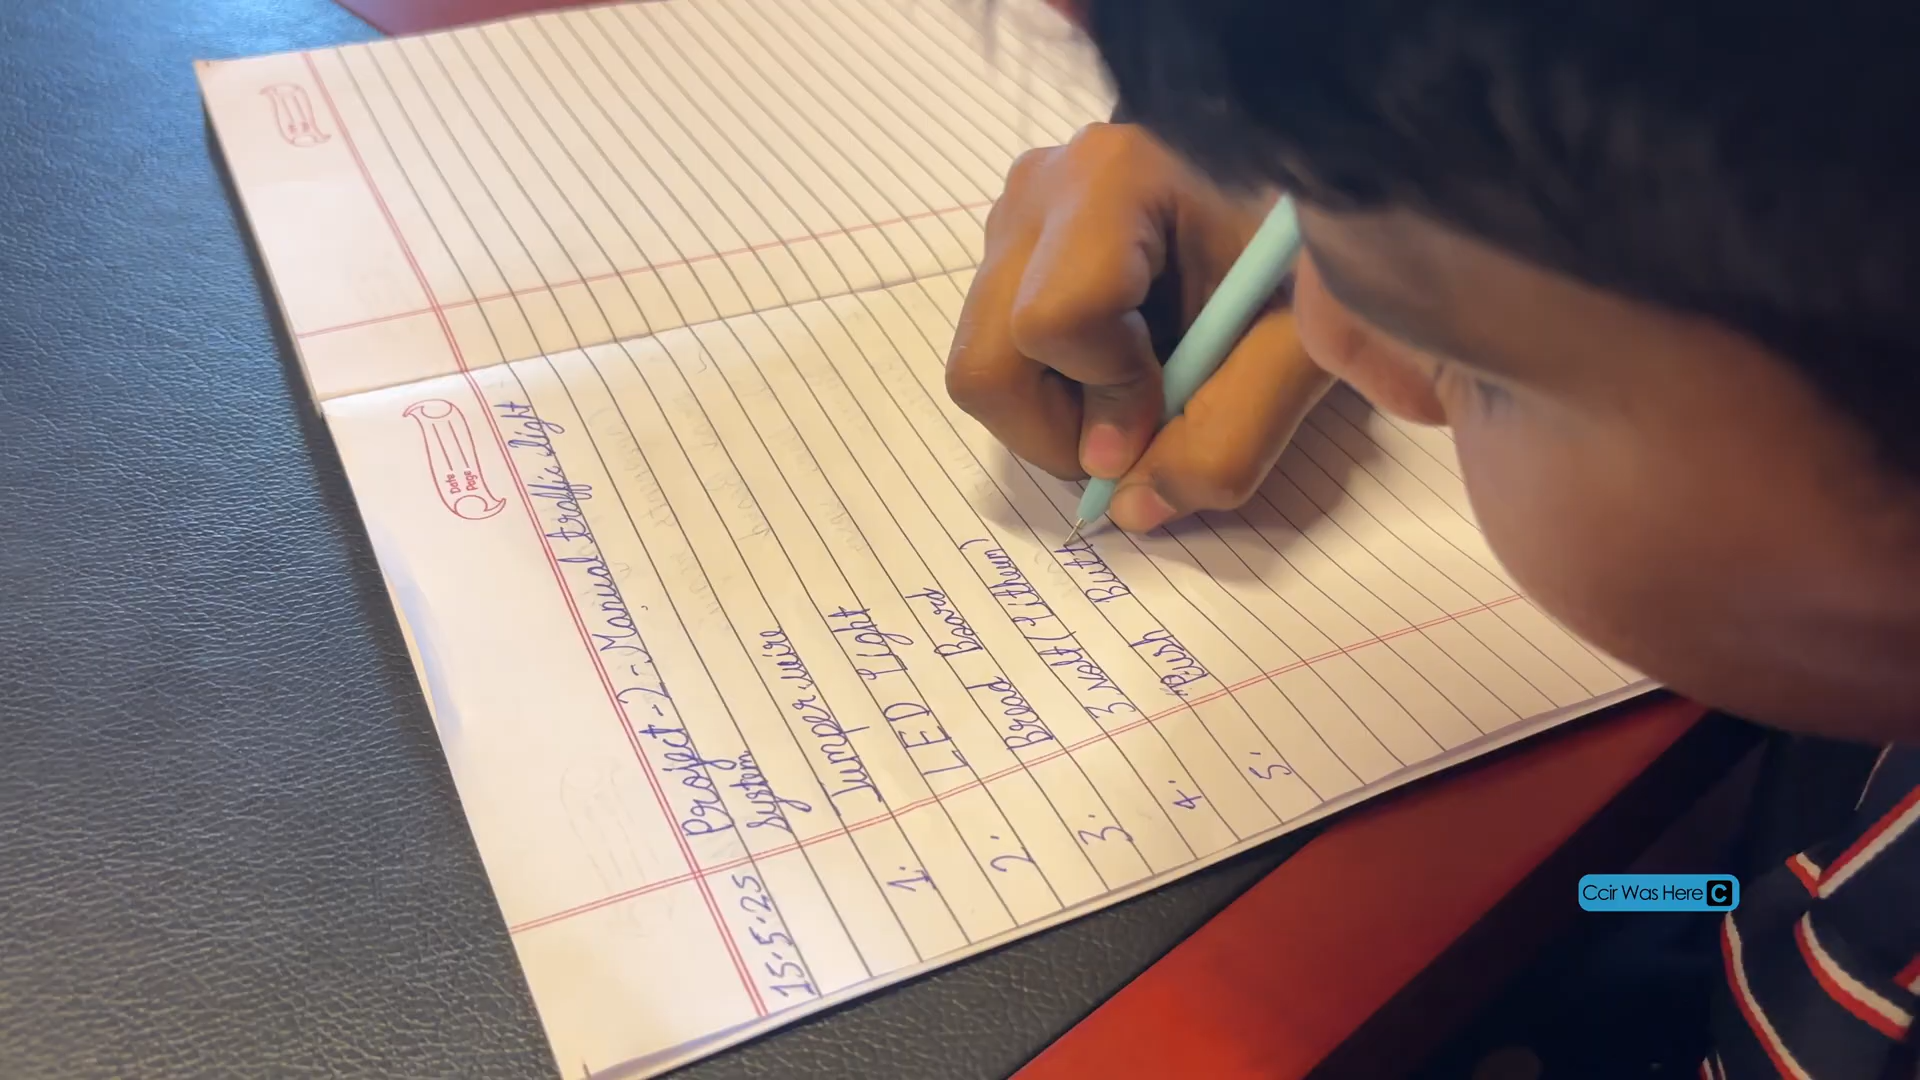 Date
Page
15.5.25 Project-2-Manual traffic light
system
1. Jumper wire
2. LED Light
3. Bread Board
4. 3 Volt (Lithium)
5. Push Butt
Ccir Was Here C